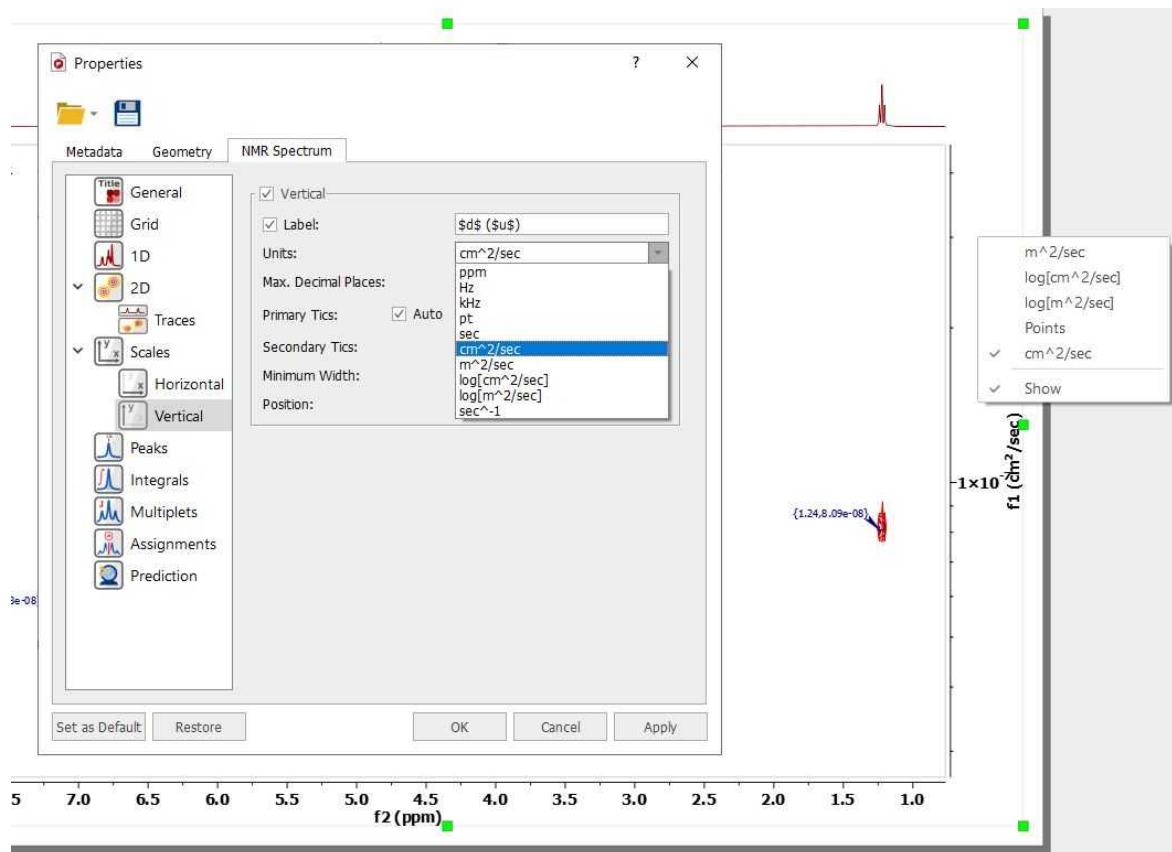 Properties
?
Metadata Geometry NMR Spectrum
Title
General
Grid
1D
2D
Traces
Scales
Horizontal
Vertical
Peaks
Integrals
Multiplets
Assignments
Prediction
Vertical
Label: $d$ ($u$)
Units: cm^2/sec
Max. Decimal Places:
Primary Tics: Auto
Secondary Tics:
Minimum Width:
Position:
ppm
Hz
kHz
pt
sec
cm^2/sec
m^2/sec
log[cm^2/sec]
log[m^2/sec]
sec^-1
Set as Default Restore OK Cancel Apply
m^2/sec
log[cm^2/sec]
log[m^2/sec]
Points
cm^2/sec
Show
f1 (cm²/sec)
{1.24,8.09e-08}
e-08
5 7.0 6.5 6.0 5.5 5.0 4.5 4.0 3.5 3.0 2.5 2.0 1.5 1.0
f2 (ppm)